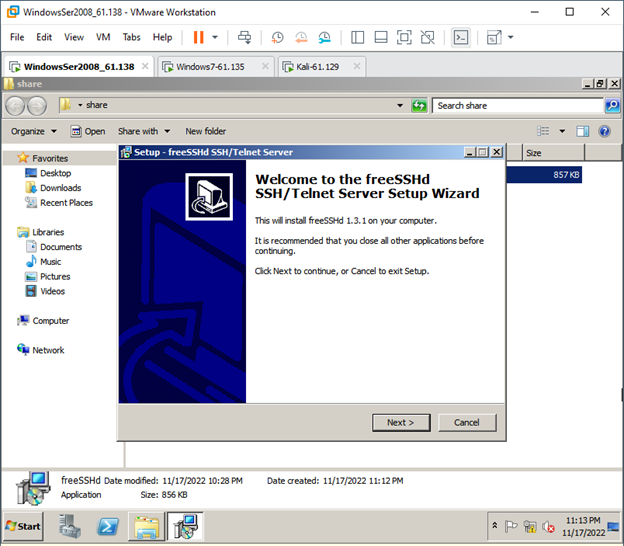 WindowsSer2008_61.138 - VMware Workstation
File Edit View VM Tabs Help
WindowsSer2008_61.138 Windows7-61.135 Kali-61.129
share
share Search share
Organize Open Share with New folder
Favorites
Desktop
Downloads
Recent Places
Libraries
Documents
Music
Pictures
Videos
Computer
Network
Size
857 KB
Setup - freeSSHd SSH/Telnet Server
Welcome to the freeSSHd
SSH/Telnet Server Setup Wizard
This will install freeSSHd 1.3.1 on your computer.
It is recommended that you close all other applications before
continuing.
Click Next to continue, or Cancel to exit Setup.
Next > Cancel
freeSSHd Date modified: 11/17/2022 10:28 PM Date created: 11/17/2022 11:12 PM
Application Size: 856 KB
Start 11:13 PM
11/17/2022